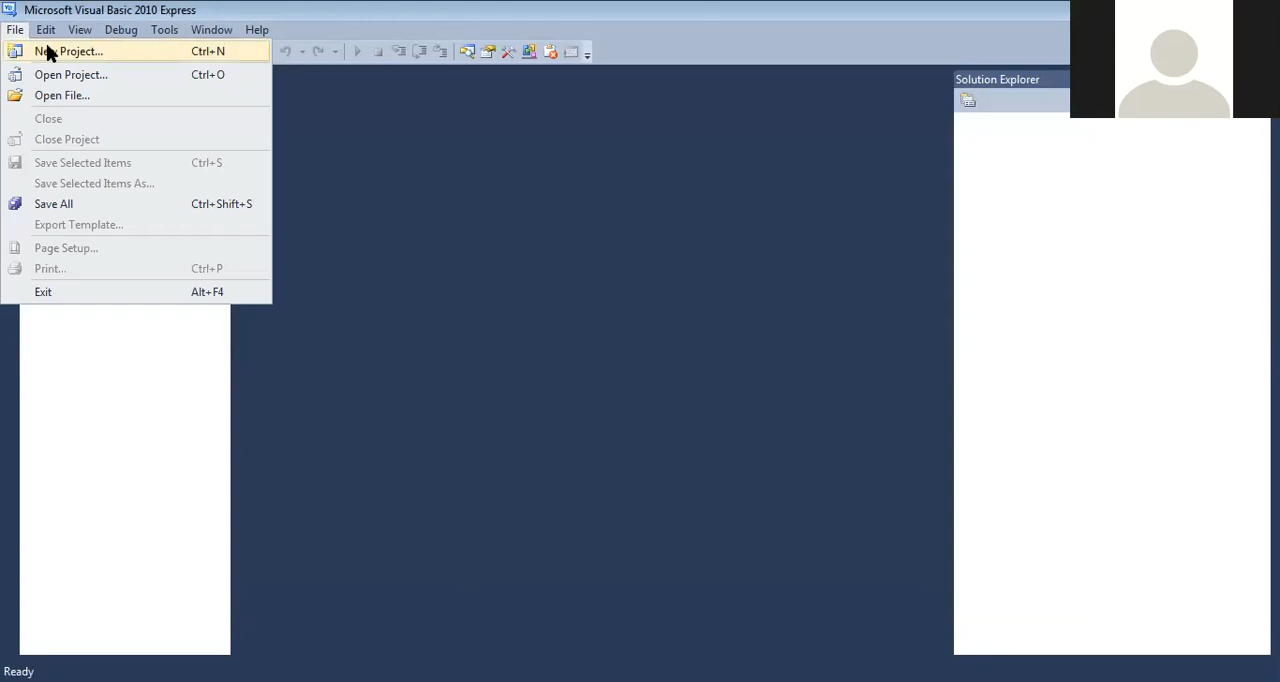 Microsoft Visual Basic 2010 Express
File Edit View Debug Tools Window Help
New Project... Ctrl+N
Open Project... Ctrl+O
Open File...
Close
Close Project
Save Selected Items Ctrl+S
Save Selected Items As...
Save All Ctrl+Shift+S
Export Template...
Page Setup...
Print... Ctrl+P
Exit Alt+F4
Solution Explorer
Ready